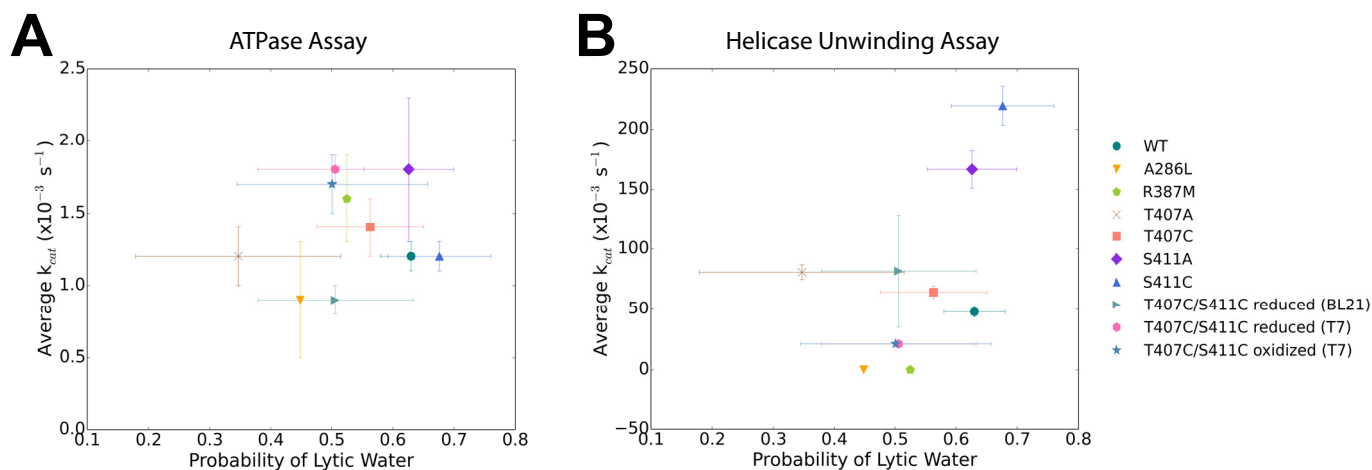 A
ATPase Assay
2.5
2.0
1.5
1.0
0.5
0.0
Average k_cat (x10⁻³ s⁻¹)
0.1 0.2 0.3 0.4 0.5 0.6 0.7 0.8
Probability of Lytic Water
B
Helicase Unwinding Assay
250
200
150
100
50
0
−50
Average k_cat (x10⁻³ s⁻¹)
0.1 0.2 0.3 0.4 0.5 0.6 0.7 0.8
Probability of Lytic Water
WT
A286L
R387M
T407A
T407C
S411A
S411C
T407C/S411C reduced (BL21)
T407C/S411C reduced (T7)
T407C/S411C oxidized (T7)